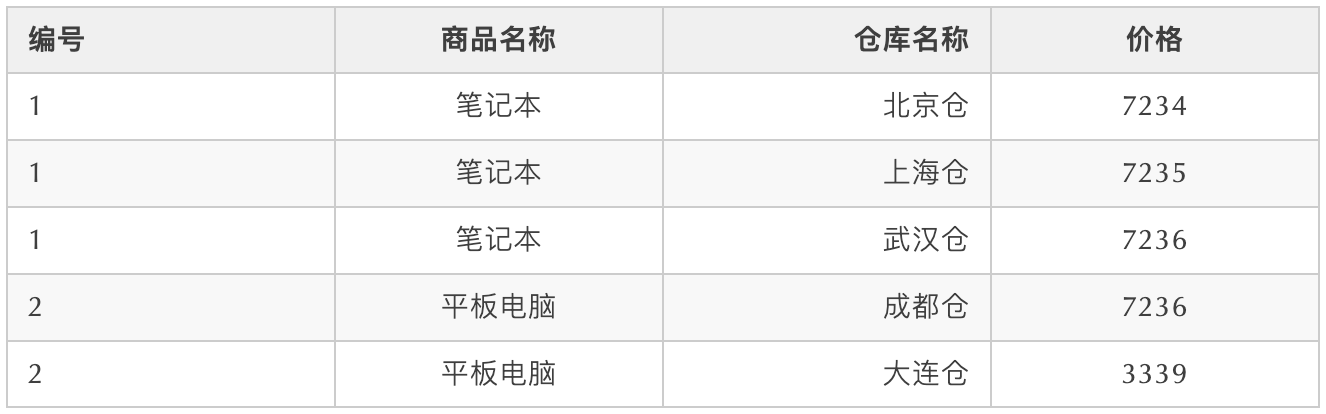 编号 商品名称 仓库名称 价格
1 笔记本 北京仓 7234
1 笔记本 上海仓 7235
1 笔记本 武汉仓 7236
2 平板电脑 成都仓 7236
2 平板电脑 大连仓 3339